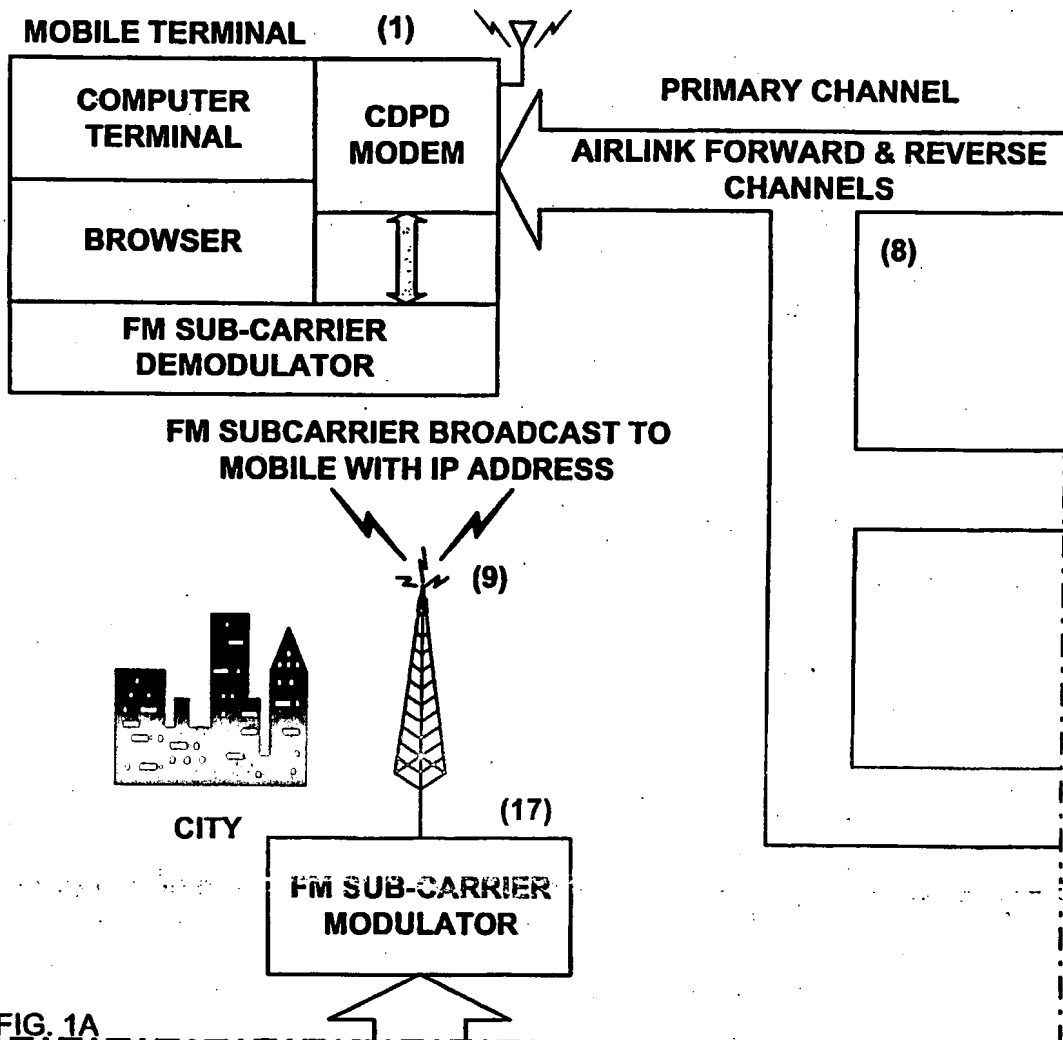 MOBILE TERMINAL
(1)
COMPUTER
TERMINAL
CDPD
MODEM
BROWSER
FM SUB-CARRIER
DEMODULATOR
PRIMARY CHANNEL
AIRLINK FORWARD & REVERSE
CHANNELS
(8)
FM SUBCARRIER BROADCAST TO
MOBILE WITH IP ADDRESS
(9)
CITY
(17)
FM SUB-CARRIER
MODULATOR
FIG. 1A